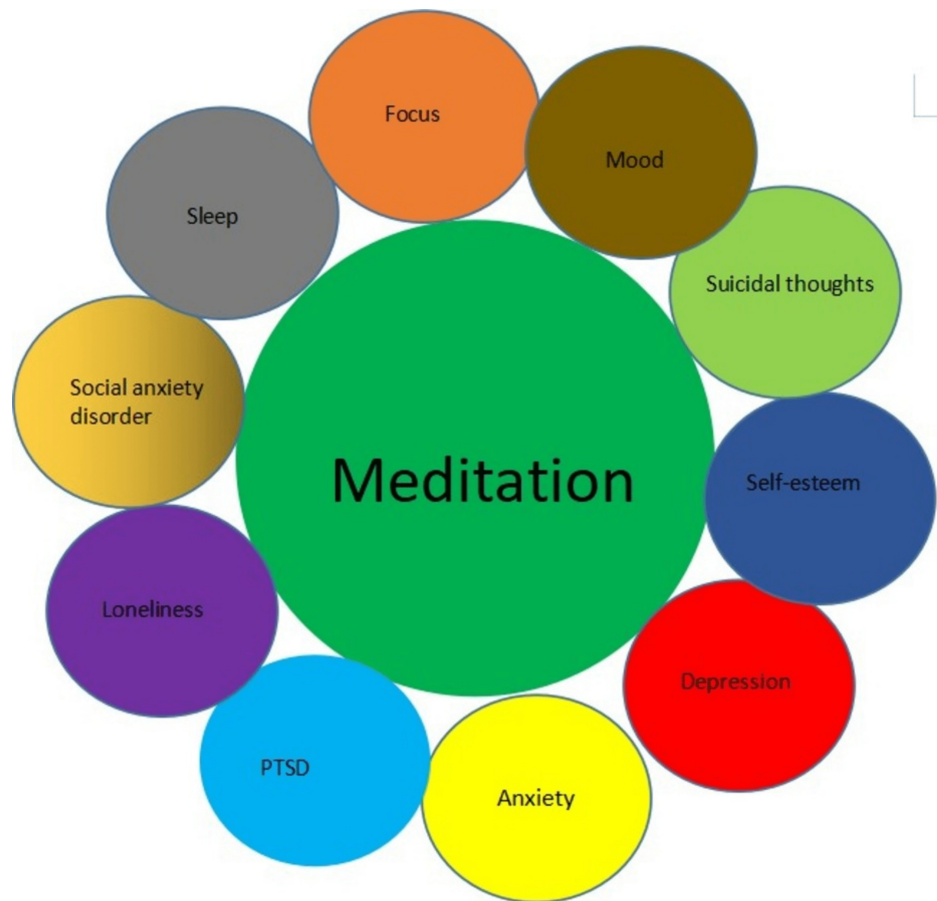 Focus
Mood
Sleep
Suicidal thoughts
Social anxiety
disorder
Meditation
Self-esteem
Loneliness
Depression
PTSD
Anxiety